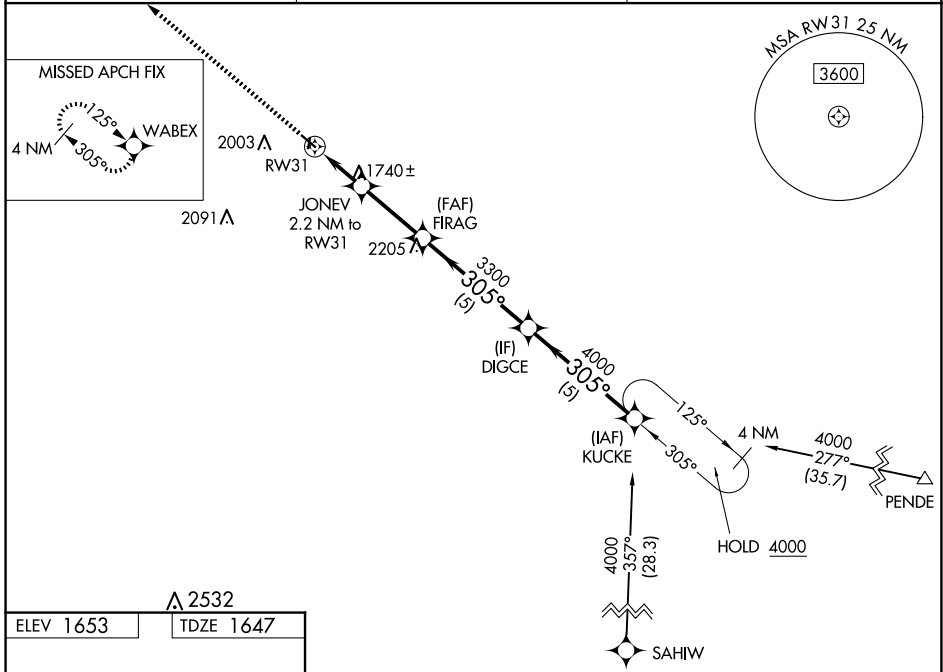 MSA RW31 25 NM
3600
MISSED APCH FIX
125°
WABEX
4 NM
305°
2003
RW31
1740±
JONEV
2.2 NM to
RW31
(FAF)
FIRAG
2091
2205
3300
305°
(5)
(IF)
DIGCE
4000
305°
(5)
(IAF)
KUCKE
125°
305°
4 NM
4000
277°
(35.7)
PENDE
HOLD 4000
4000
357°
(28.3)
SAHIW
2532
ELEV 1653
TDZE 1647